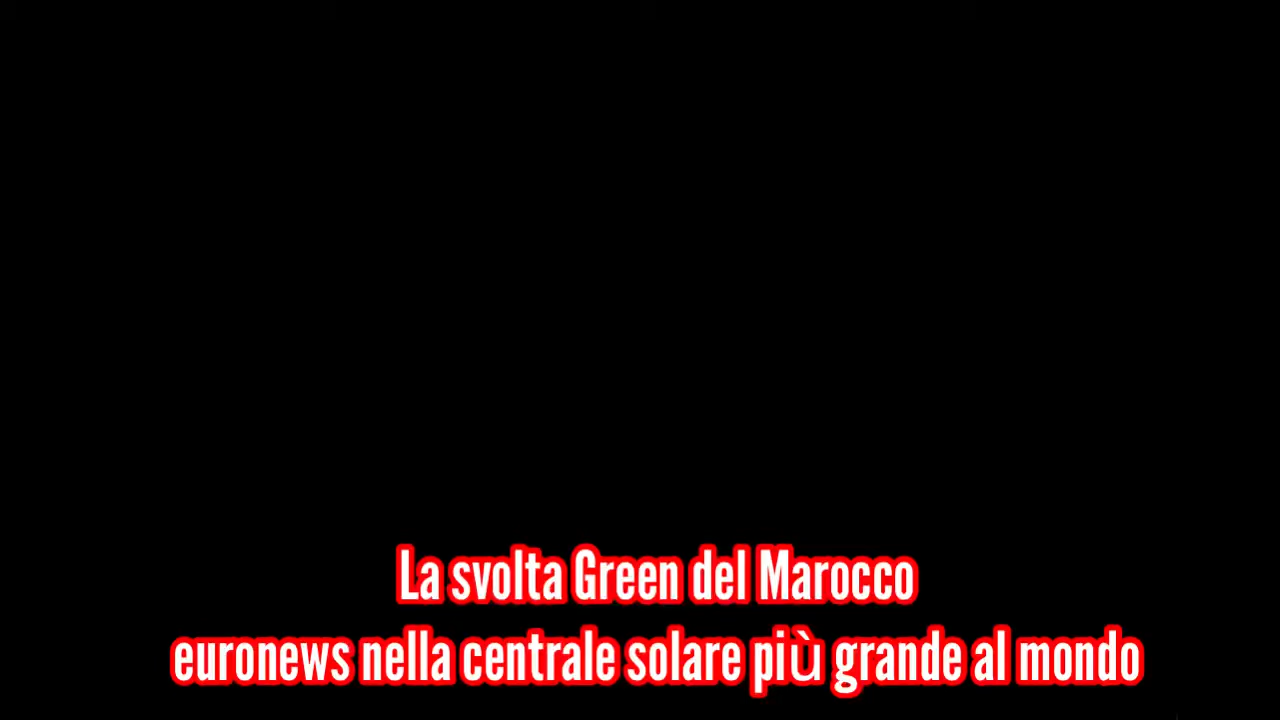 La svolta Green del Marocco
euronews nella centrale solare più grande al mondo